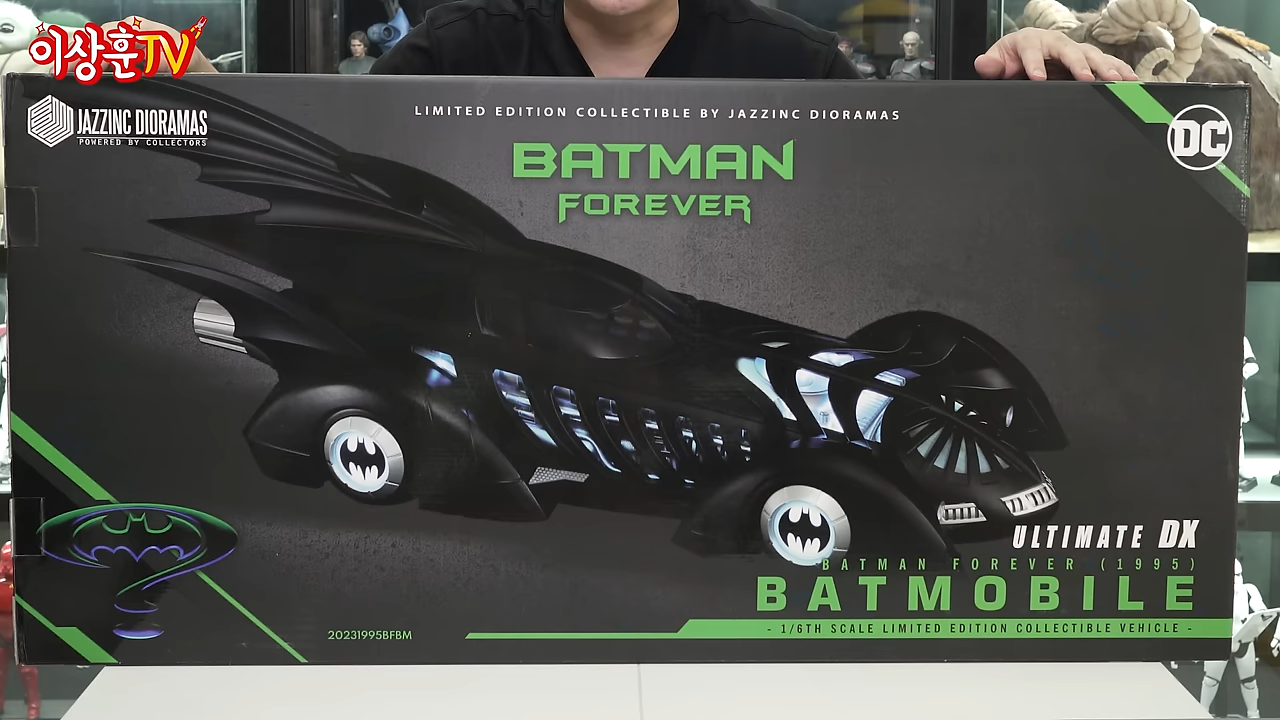 이상훈TV
JAZZINC DIORAMAS
POWERED BY COLLECTORS
LIMITED EDITION COLLECTIBLE BY JAZZINC DIORAMAS
DC
BATMAN
FOREVER
ULTIMATE DX
BATMAN FOREVER (1995)
BATMOBILE
- 1/6TH SCALE LIMITED EDITION COLLECTIBLE VEHICLE -
20231995BFBM